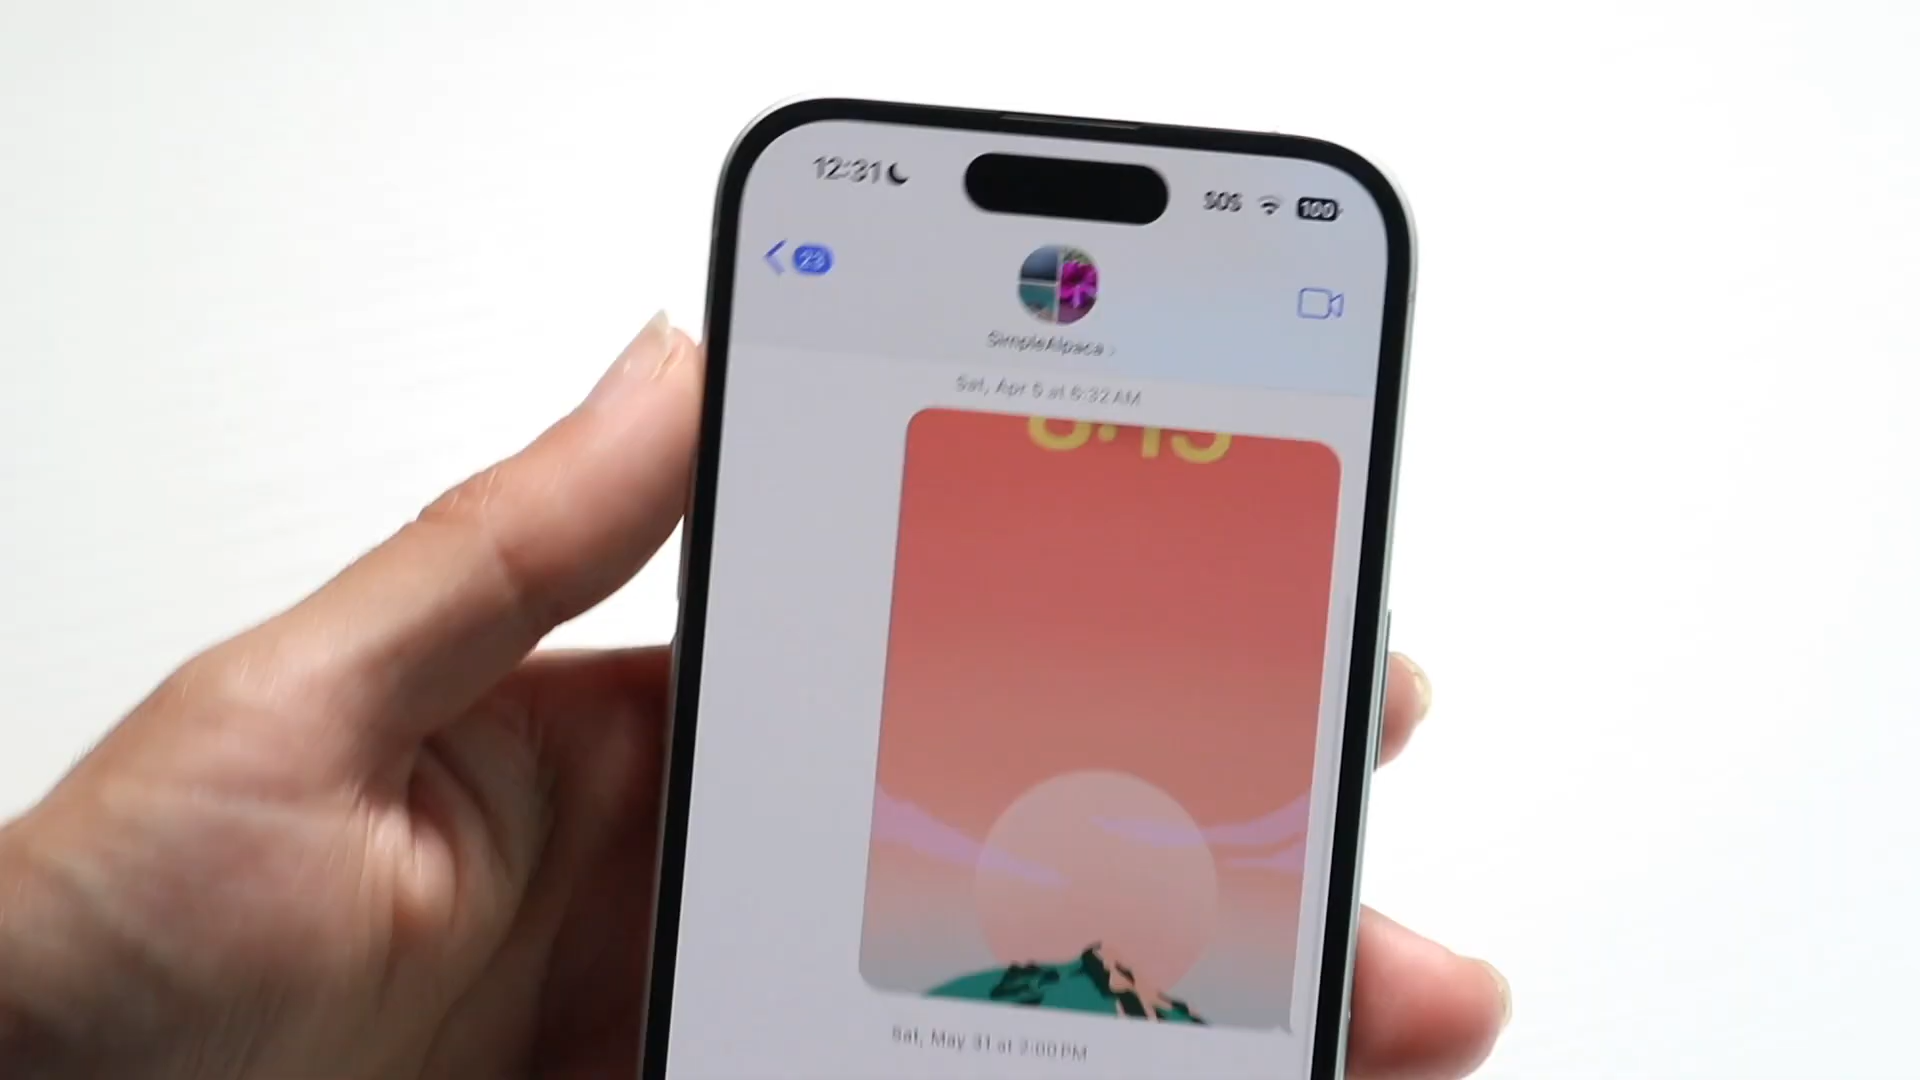 12:31
SOS 100
23
SimpleAlpaca
Sat, Apr 5 at 6:32 AM
Sat, May 31 at 2:00 PM